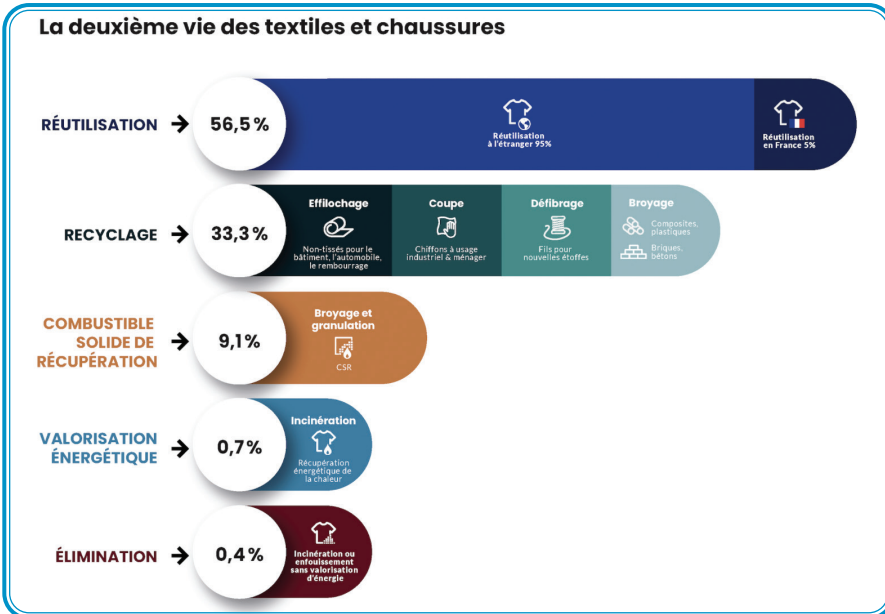 La deuxième vie des textiles et chaussures
RÉUTILISATION
56,5 %
Réutilisation
à l'étranger 95%
Réutilisation
en France 5%
RECYCLAGE
33,3 %
Effilochage
Non-tissés pour le
bâtiment, l'automobile,
le rembourrage
Coupe
Chiffons à usage
industriel & ménager
Défibrage
Fils pour
nouvelles étoffes
Broyage
Composites,
plastiques
Briques,
bétons
COMBUSTIBLE
SOLIDE DE
RÉCUPÉRATION
9,1 %
Broyage et
granulation
CSR
VALORISATION
ÉNERGÉTIQUE
0,7 %
Incinération
Récupération
énergétique de
la chaleur
ÉLIMINATION
0,4 %
Incinération ou
enfouissement
sans valorisation
d'énergie